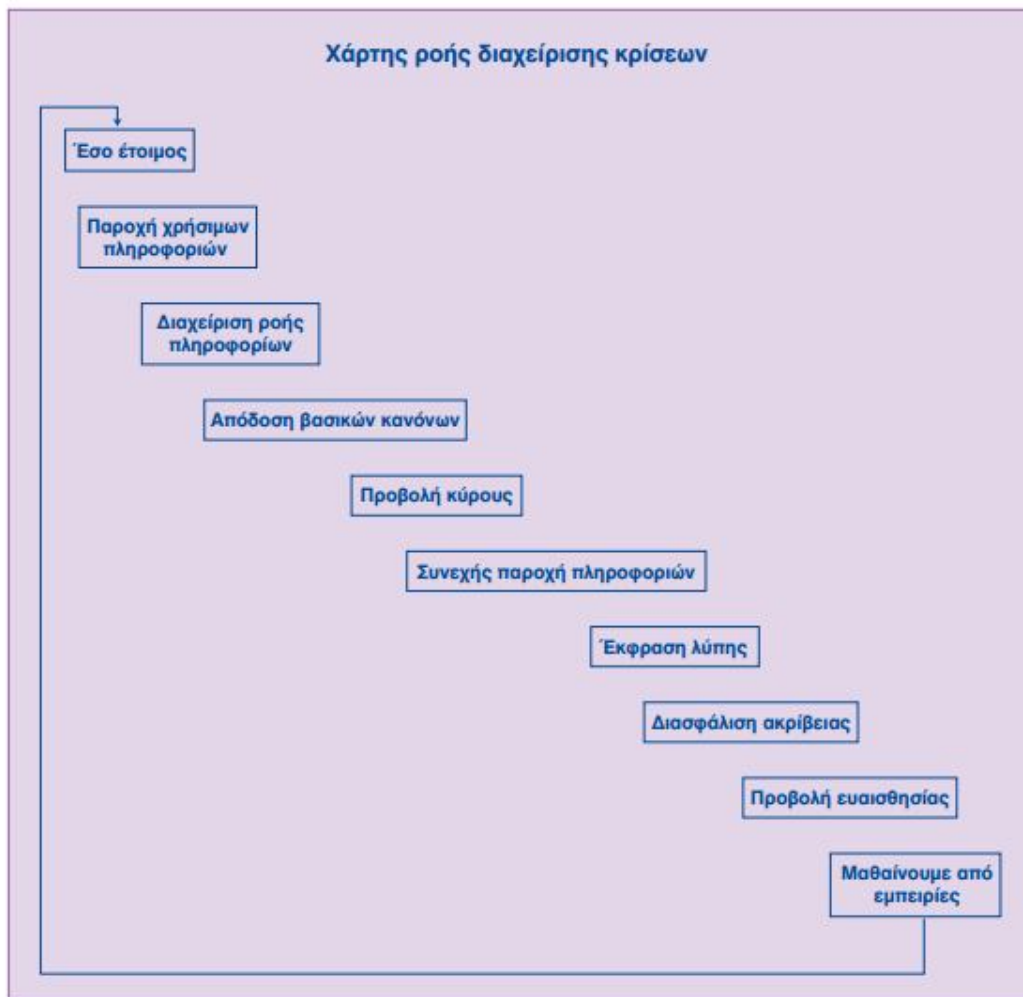 Χάρτης ροής διαχείρισης κρίσεων
Έσο έτοιμος
Παροχή χρήσιμων
πληροφοριών
Διαχείριση ροής
πληροφορίων
Απόδοση βασικών κανόνων
Προβολή κύρους
Συνεχής παροχή πληροφοριών
Έκφραση λύπης
Διασφάλιση ακρίβειας
Προβολή ευαισθησίας
Μαθαίνουμε από
εμπειρίες